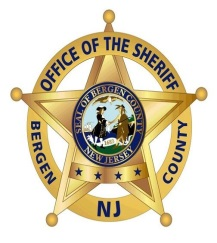 OFFICE OF THE SHERIFF
BERGEN
COUNTY
SEAL OF BERGEN COUNTY
NEW JERSEY
NJ